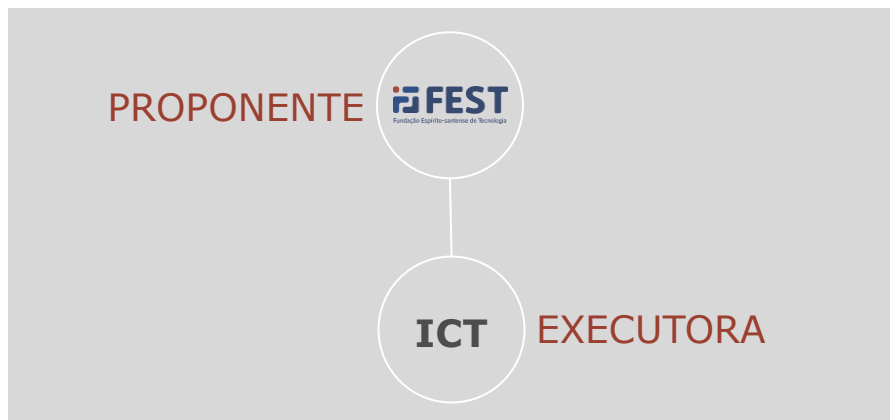 PROPONENTE
FEST
Fundação Espírito-santense de Tecnologia
ICT
EXECUTORA